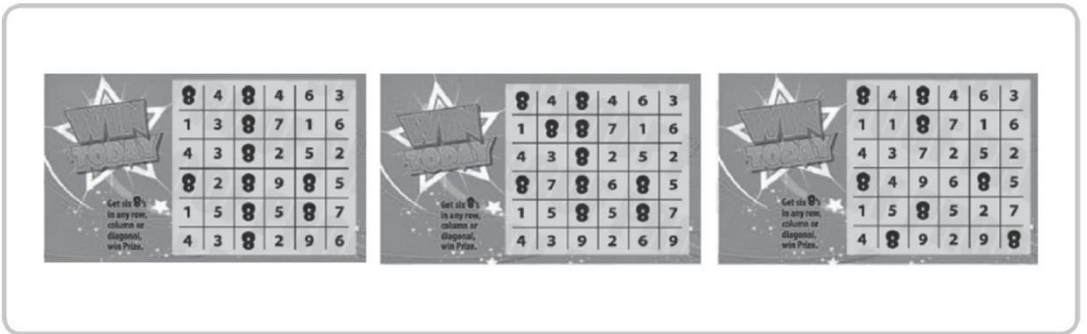 WIN
TODAY
Get six 8's
in any row,
column or
diagonal,
win Prize.
8 4 8 4 6 3
1 3 8 7 1 6
4 3 8 2 5 2
8 2 8 9 8 5
1 5 8 5 8 7
4 3 8 2 9 6
WIN
TODAY
Get six 8's
in any row,
column or
diagonal,
win Prize.
8 4 8 4 6 3
1 8 8 7 1 6
4 3 8 2 5 2
8 7 8 6 8 5
1 5 8 5 8 7
4 3 9 2 6 9
WIN
TODAY
Get six 8's
in any row,
column or
diagonal,
win Prize.
8 4 8 4 6 3
1 1 8 7 1 6
4 3 7 2 5 2
8 4 9 6 8 5
1 5 8 5 2 7
4 8 9 2 9 8